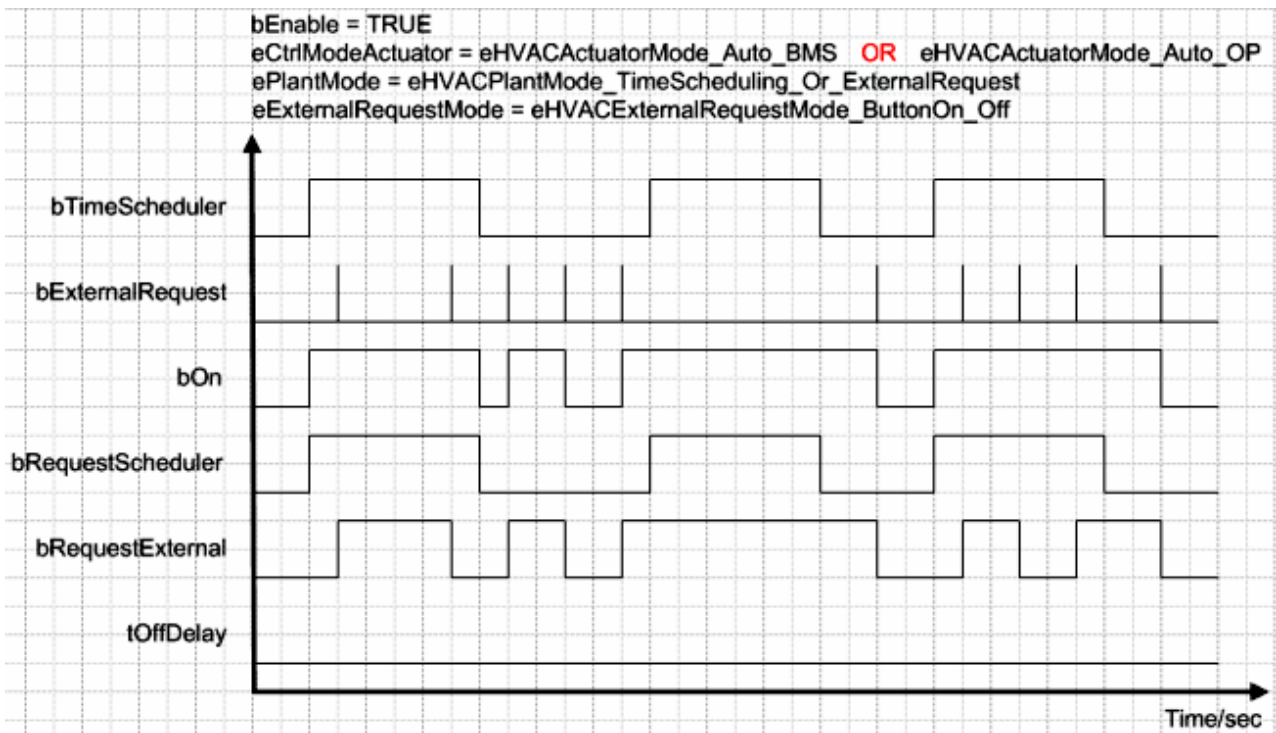 bEnable = TRUE
eCtrlModeActuator = eHVACActuatorMode_Auto_BMS OR eHVACActuatorMode_Auto_OP
ePlantMode = eHVACPlantMode_TimeScheduling_Or_ExternalRequest
eExternalRequestMode = eHVACExternalRequestMode_ButtonOn_Off
bTimeScheduler
bExternalRequest
bOn
bRequestScheduler
bRequestExternal
tOffDelay
Time/sec